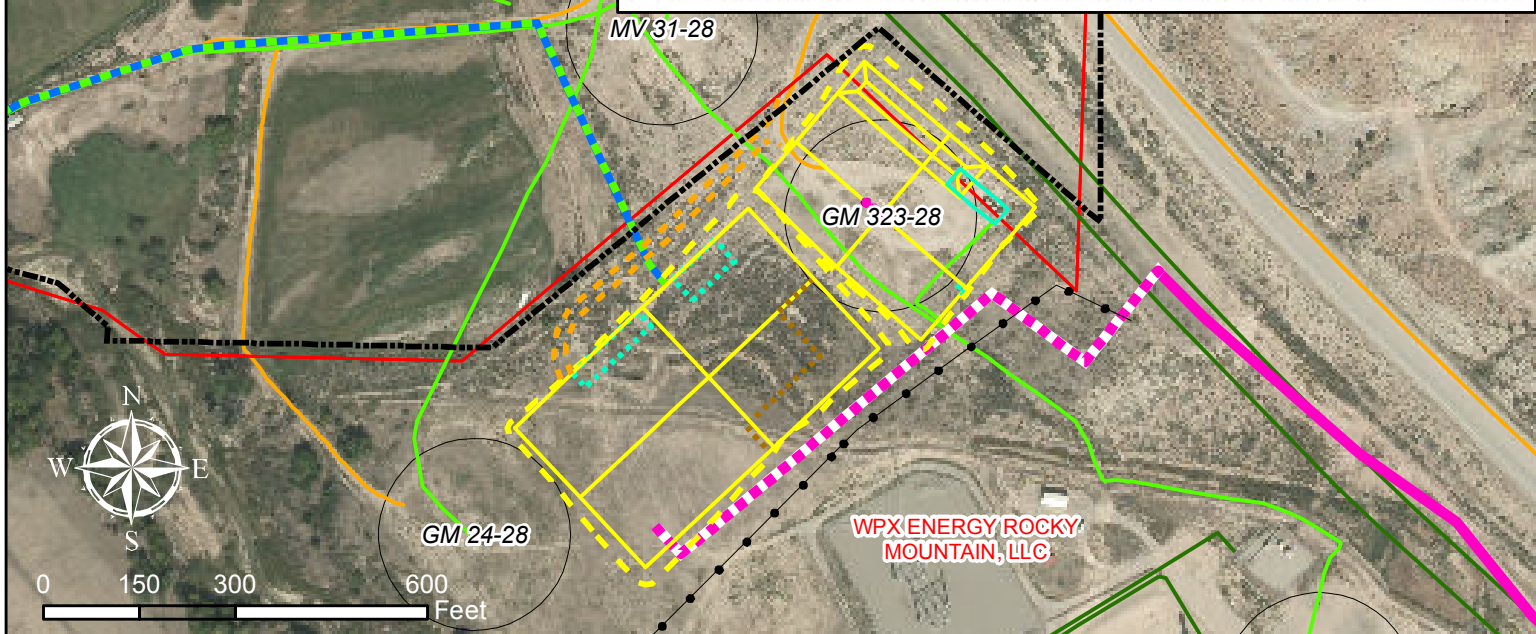 MV 31-28
GM 323-28
GM 24-28
WPX ENERGY ROCKY
MOUNTAIN, LLC
N
W E
S
0 150 300 600
Feet